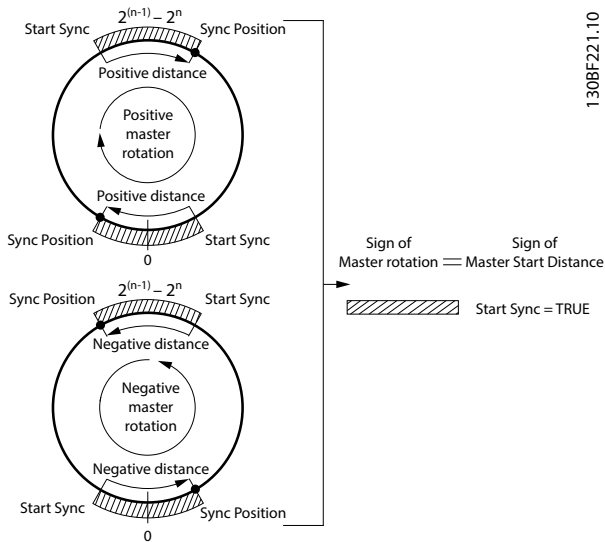 2(n-1) – 2n
Start Sync
Sync Position
Positive distance
Positive
master
rotation
Positive distance
Sync Position
Start Sync
0
2(n-1) – 2n
Sync Position
Start Sync
Negative distance
Negative
master
rotation
Negative distance
Start Sync
Sync Position
0
Sign of
Master rotation
=
Sign of
Master Start Distance
Start Sync = TRUE
130BF221.10